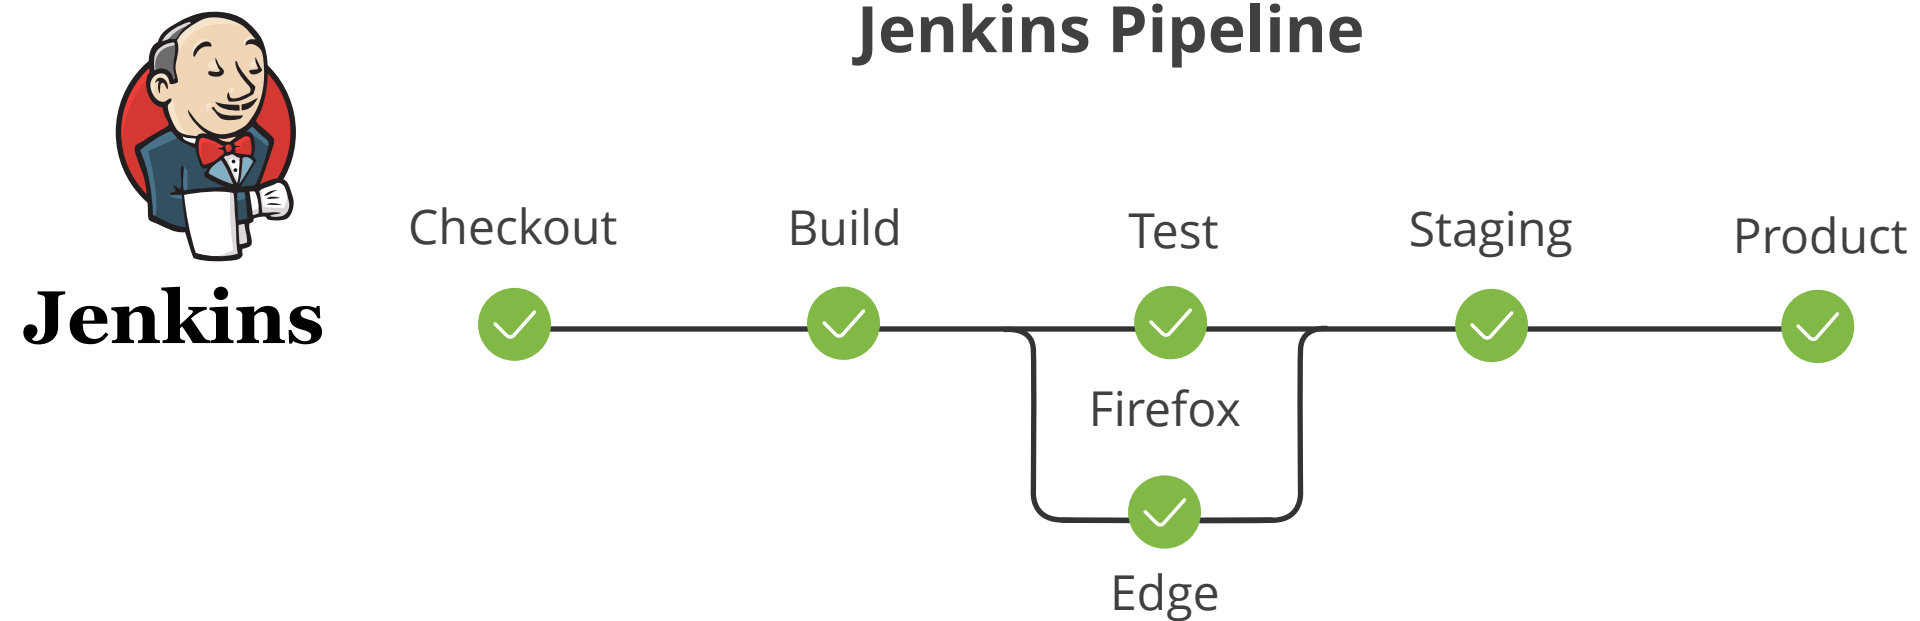 Jenkins Pipeline
Jenkins
Checkout
Build
Test
Staging
Product
Firefox
Edge